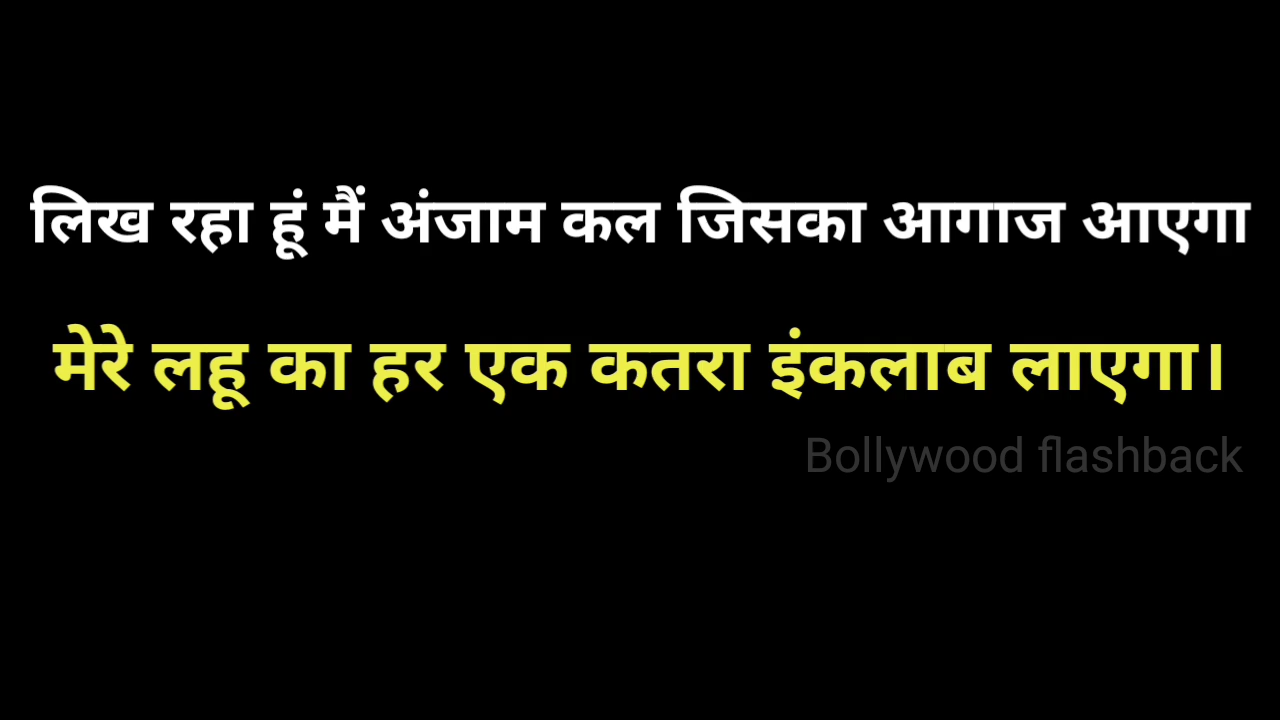 लिख रहा हूं मैं अंजाम कल जिसका आगाज आएगा
मेरे लहू का हर एक कतरा इंकलाब लाएगा।
Bollywood flashback